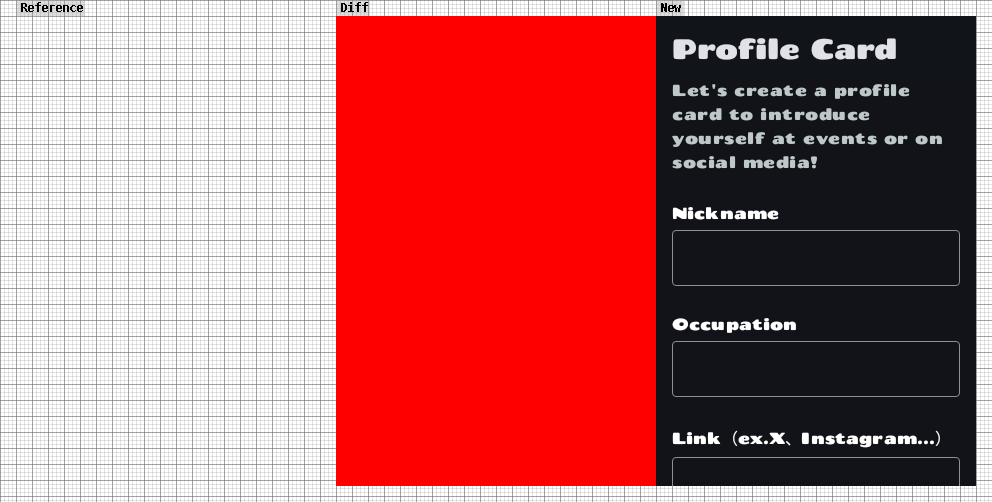 Reference
Diff
New
Profile Card
Let's create a profile
card to introduce
yourself at events or on
social media!
Nickname
Occupation
Link（ex.X、Instagram...）